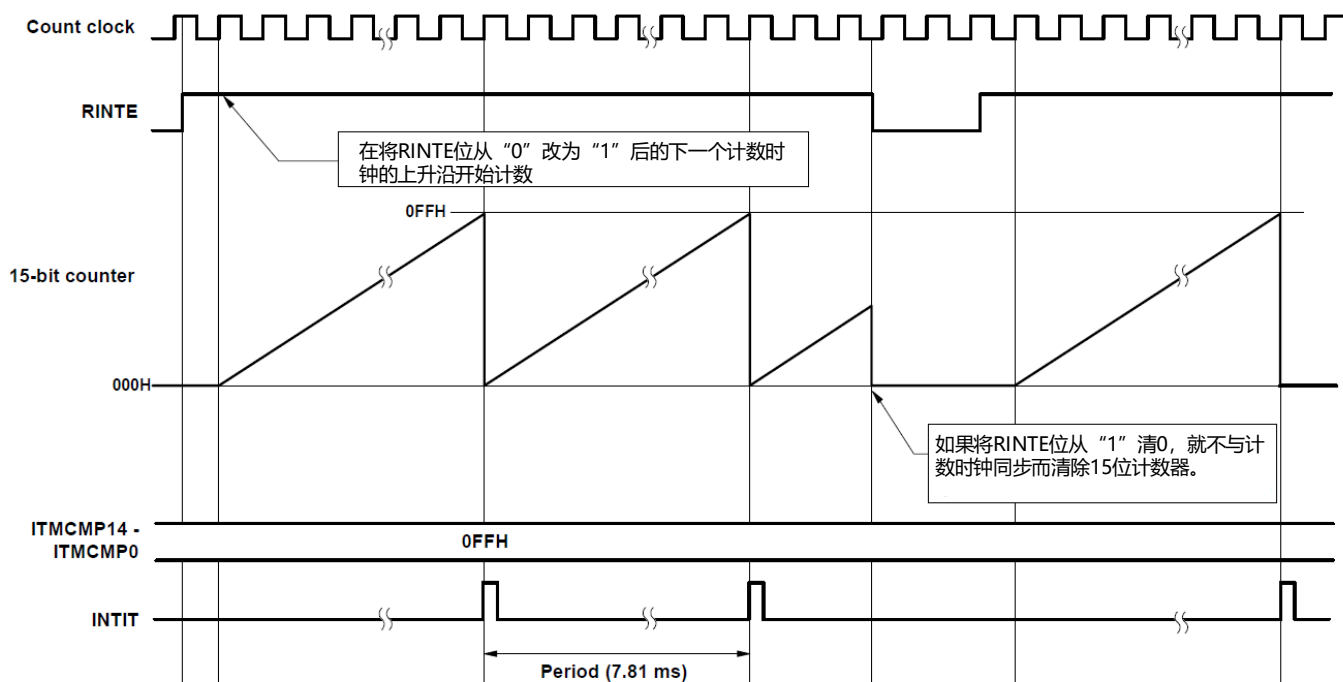 Count clock
RINTE
在将RINTE位从“0”改为“1”后的下一个计数时
钟的上升沿开始计数
0FFH
15-bit counter
000H
如果将RINTE位从“1”清0，就不与计
数时钟同步而清除15位计数器。
ITMCMP14 -
ITMCMP0
0FFH
INTIT
Period (7.81 ms)